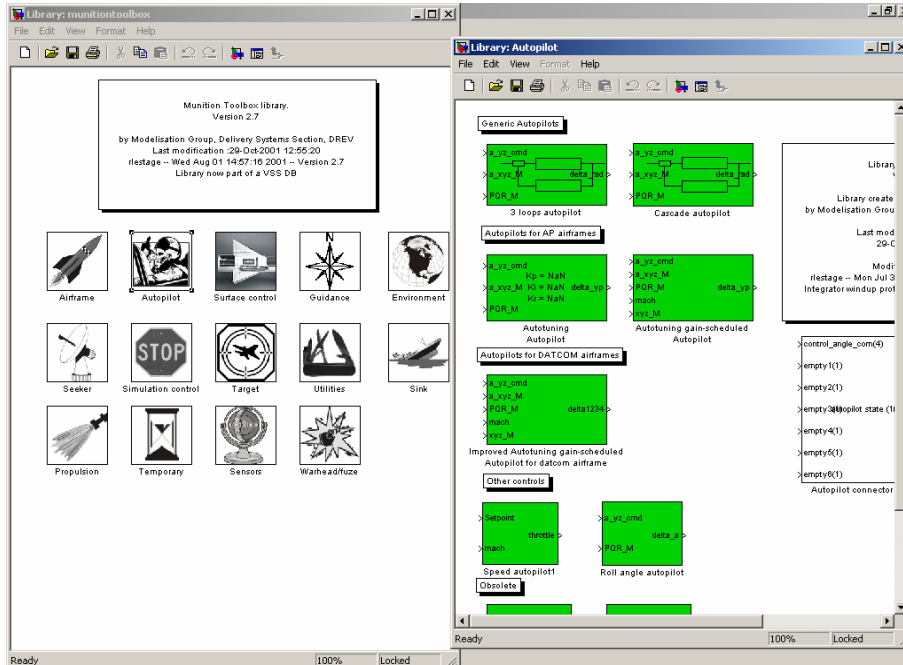 Library: munitiontoolbox
File Edit View Format Help
Munition Toolbox library.
Version 2.7
by Modelisation Group, Delivery Systems Section, DREV
Last modification :29-Oct-2001 12:55:20
rlestage -- Wed Aug 01 14:57:16 2001 -- Version 2.7
Library now part of a VSS DB
N
Airframe Autopilot Surface control Guidance Environment
STOP
Seeker Simulation control Target Utilities Sink
Propulsion Temporary Sensors Warhead/fuze
Ready 100% Locked
Library: Autopilot
File Edit View Format Help
Generic Autopilots
a_yz_cmd
a_xyz_M delta_rad
PQR_M
3 loops autopilot
a_yz_cmd
a_xyz_M delta_rad
PQR_M
Cascade autopilot
Library
Library create
by Modelisation Grou
Last mod
29-O
Modif
rlestage -- Mon Jul 3
Integrator windup prot
Autopilots for AP airframes
a_yz_cmd
Kp = NaN
a_xyz_M Ki = NaN delta_yp
Kr = NaN
PQR_M
Autotuning
Autopilot
a_yz_cmd
a_xyz_M
PQR_M delta_yp
mach
xyz_M
Autotuning gain-scheduled
Autopilot
Autopilots for DATCOM airframes
a_yz_cmd
a_xyz_M
PQR_M delta1234
mach
xyz_M
Improved Autotuning gain-scheduled
Autopilot for datcom airframe
control_angle_com(4)
empty1(1)
empty2(1)
empty4(1)
empty5(1)
empty6(1)
Autopilot connector
Other controls
Setpoint
throttle
mach
Speed autopilot1
a_yz_cmd
delta_a
PQR_M
Roll angle autopilot
Obsolete
Ready 100% Locked